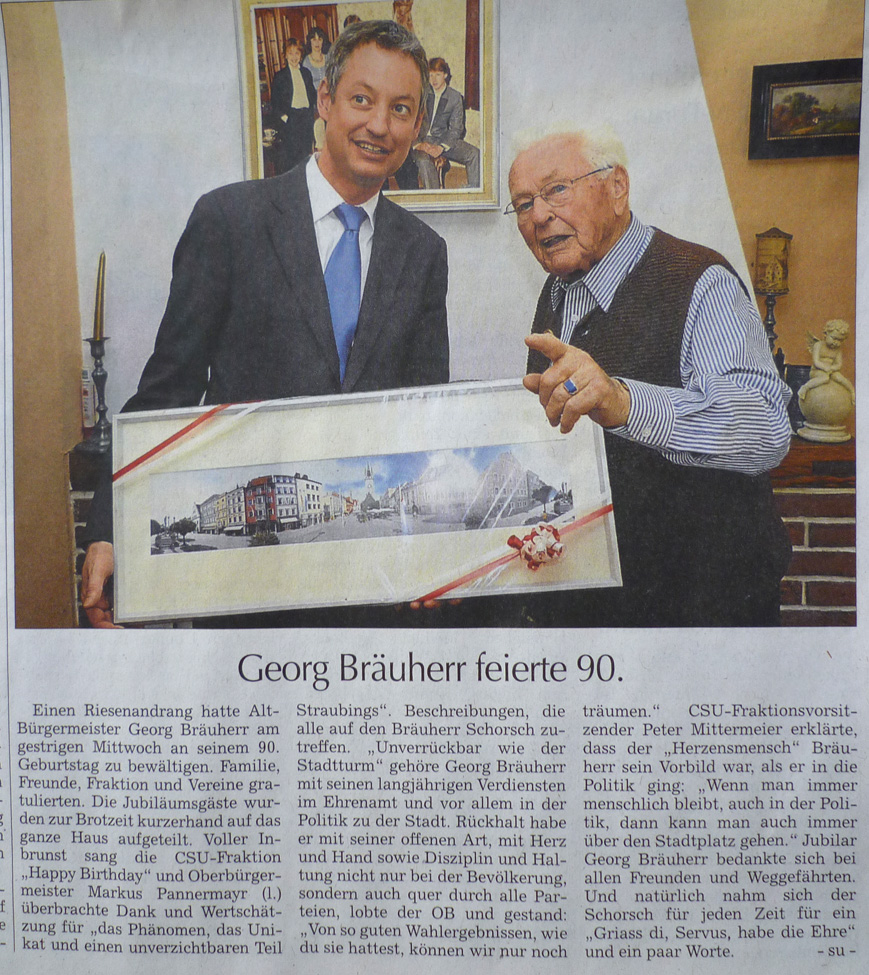 Georg Bräuherr feierte 90.
Einen Riesenandrang hatte Alt-
Bürgermeister Georg Bräuherr am
gestrigen Mittwoch an seinem 90.
Geburtstag zu bewältigen. Familie,
Freunde, Fraktion und Vereine gra-
tulierten. Die Jubiläumsgäste wur-
den zur Brotzeit kurzerhand auf das
ganze Haus aufgeteilt. Voller In-
brunst sang die CSU-Fraktion
„Happy Birthday“ und Oberbürger-
meister Markus Pannermayr (l.)
überbrachte Dank und Wertschät-
zung für „das Phänomen, das Uni-
kat und einen unverzichtbaren Teil
Straubings“. Beschreibungen, die
alle auf den Bräuherr Schorsch zu-
treffen. „Unverrückbar wie der
Stadtturm“ gehöre Georg Bräuherr
mit seinen langjährigen Verdiensten
im Ehrenamt und vor allem in der
Politik zu der Stadt. Rückhalt habe
er mit seiner offenen Art, mit Herz
und Hand sowie Disziplin und Hal-
tung nicht nur bei der Bevölkerung,
sondern auch quer durch alle Par-
teien, lobte der OB und gestand:
„Von so guten Wahlergebnissen, wie
du sie hattest, können wir nur noch
träumen.“ CSU-Fraktionsvorsit-
zender Peter Mittermeier erklärte,
dass der „Herzensmensch“ Bräu-
herr sein Vorbild war, als er in die
Politik ging: „Wenn man immer
menschlich bleibt, auch in der Poli-
tik, dann kann man auch immer
über den Stadtplatz gehen.“ Jubilar
Georg Bräuherr bedankte sich bei
allen Freunden und Weggefährten.
Und natürlich nahm sich der
Schorsch für jeden Zeit für ein
„Griass di, Servus, habe die Ehre“
und ein paar Worte. - su -